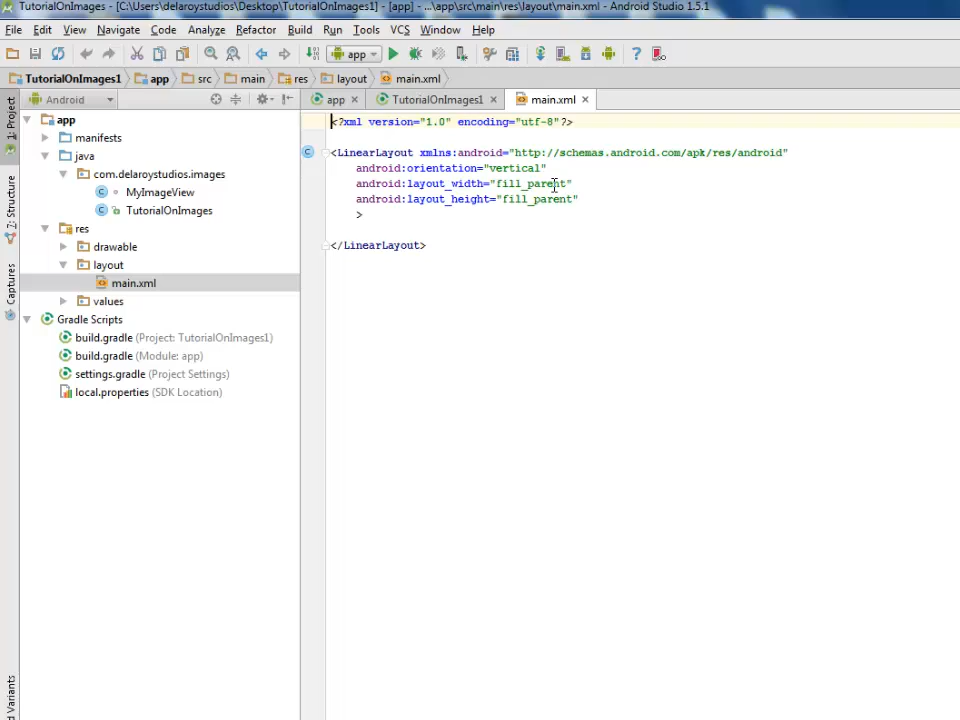 TutorialOnImages - [C:\Users\delaroystudios\Desktop\TutorialOnImages1] - [app] - ...\app\src\main\res\layout\main.xml - Android Studio 1.5.1
File Edit View Navigate Code Analyze Refactor Build Run Tools VCS Window Help
app
TutorialOnImages1 app src main res layout main.xml
Android
app TutorialOnImages1 main.xml
1: Project
7: Structure
Captures
d Variants
app
manifests
java
com.delaroystudios.images
MyImageView
TutorialOnImages
res
drawable
layout
main.xml
values
Gradle Scripts
build.gradle (Project: TutorialOnImages1)
build.gradle (Module: app)
settings.gradle (Project Settings)
local.properties (SDK Location)
<?xml version="1.0" encoding="utf-8"?>
<LinearLayout xmlns:android="http://schemas.android.com/apk/res/android"
android:orientation="vertical"
android:layout_width="fill_parent"
android:layout_height="fill_parent"
>
</LinearLayout>